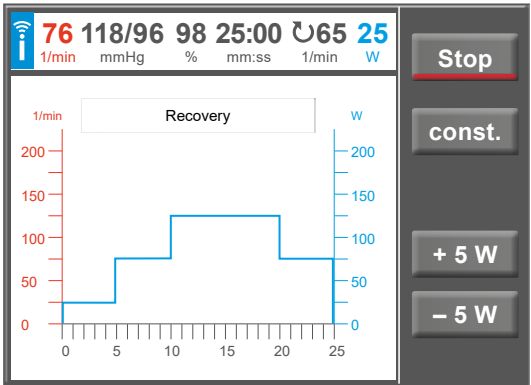 76 118/96 98 25:00 ↻65 25
1/min mmHg % mm:ss 1/min W
Stop
const.
+ 5 W
– 5 W
Recovery
1/min W
200 200
150 150
100 100
50 50
0 0
0 5 10 15 20 25